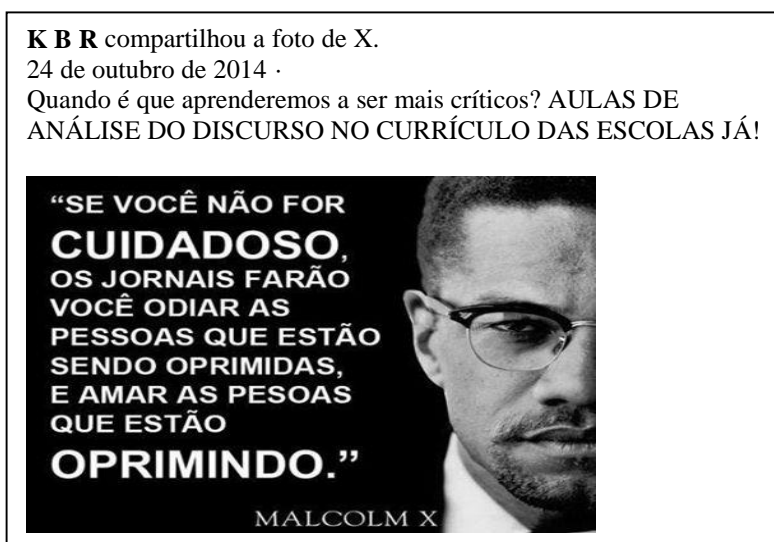 K B R compartilhou a foto de X.
24 de outubro de 2014 ·
Quando é que aprenderemos a ser mais críticos? AULAS DE
ANÁLISE DO DISCURSO NO CURRÍCULO DAS ESCOLAS JÁ!
“SE VOCÊ NÃO FOR
CUIDADOSO,
OS JORNAIS FARÃO
VOCÊ ODIAR AS
PESSOAS QUE ESTÃO
SENDO OPRIMIDAS,
E AMAR AS PESOAS
QUE ESTÃO
OPRIMINDO.”
MALCOLM X